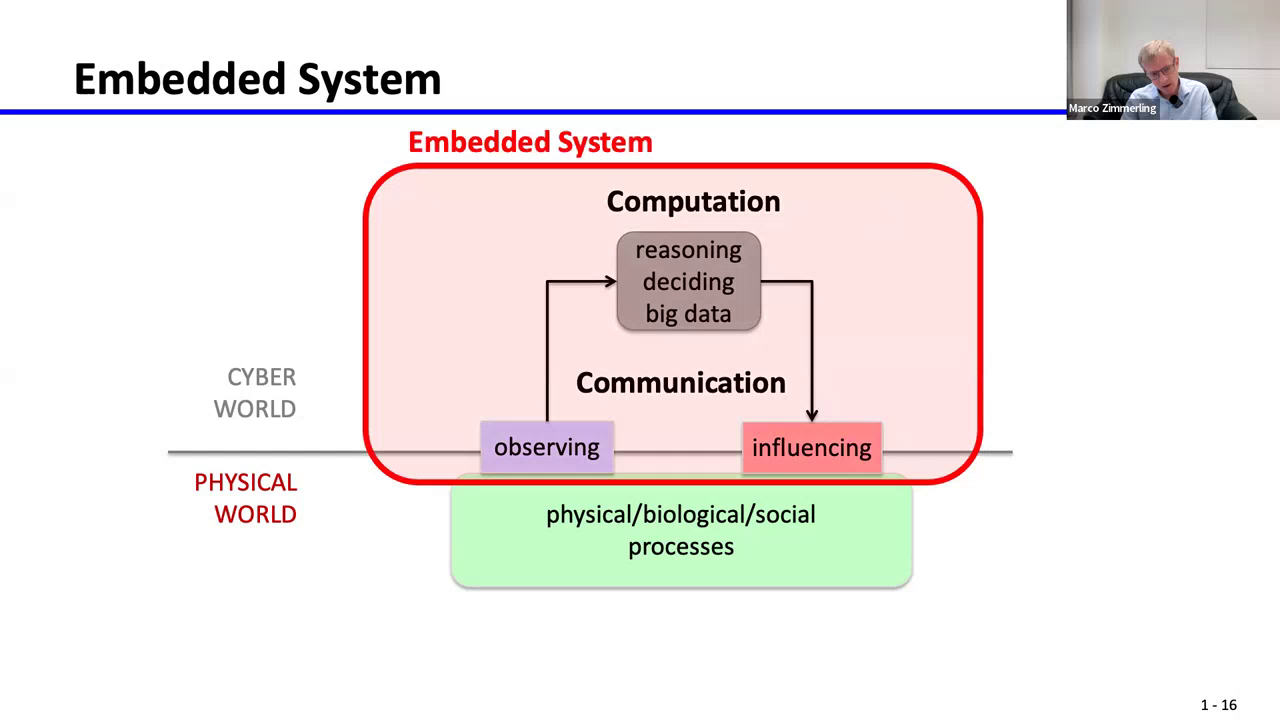 Embedded System
Marco Zimmerling
Embedded System
Computation
reasoning
deciding
big data
Communication
CYBER
WORLD
observing
influencing
PHYSICAL
WORLD
physical/biological/social
processes
1 - 16